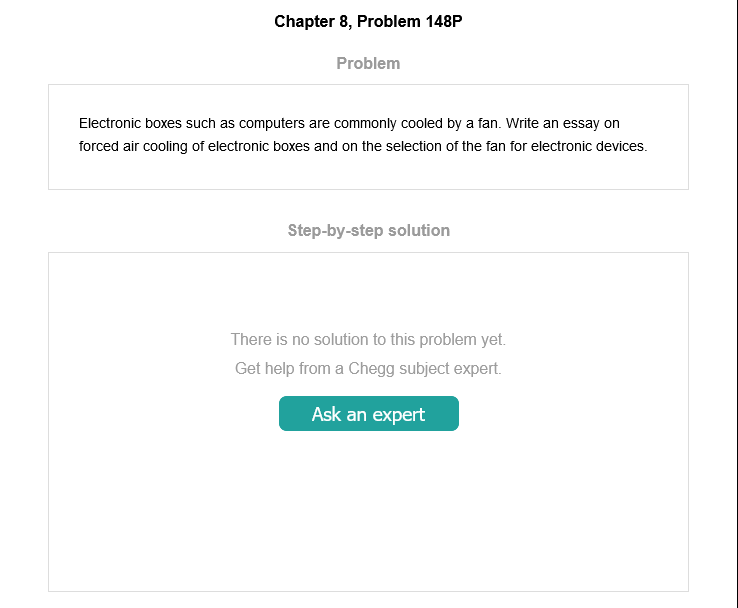 Chapter 8, Problem 148P
Problem
Electronic boxes such as computers are commonly cooled by a fan. Write an essay on
forced air cooling of electronic boxes and on the selection of the fan for electronic devices.
Step-by-step solution
There is no solution to this problem yet.
Get help from a Chegg subject expert.
Ask an expert